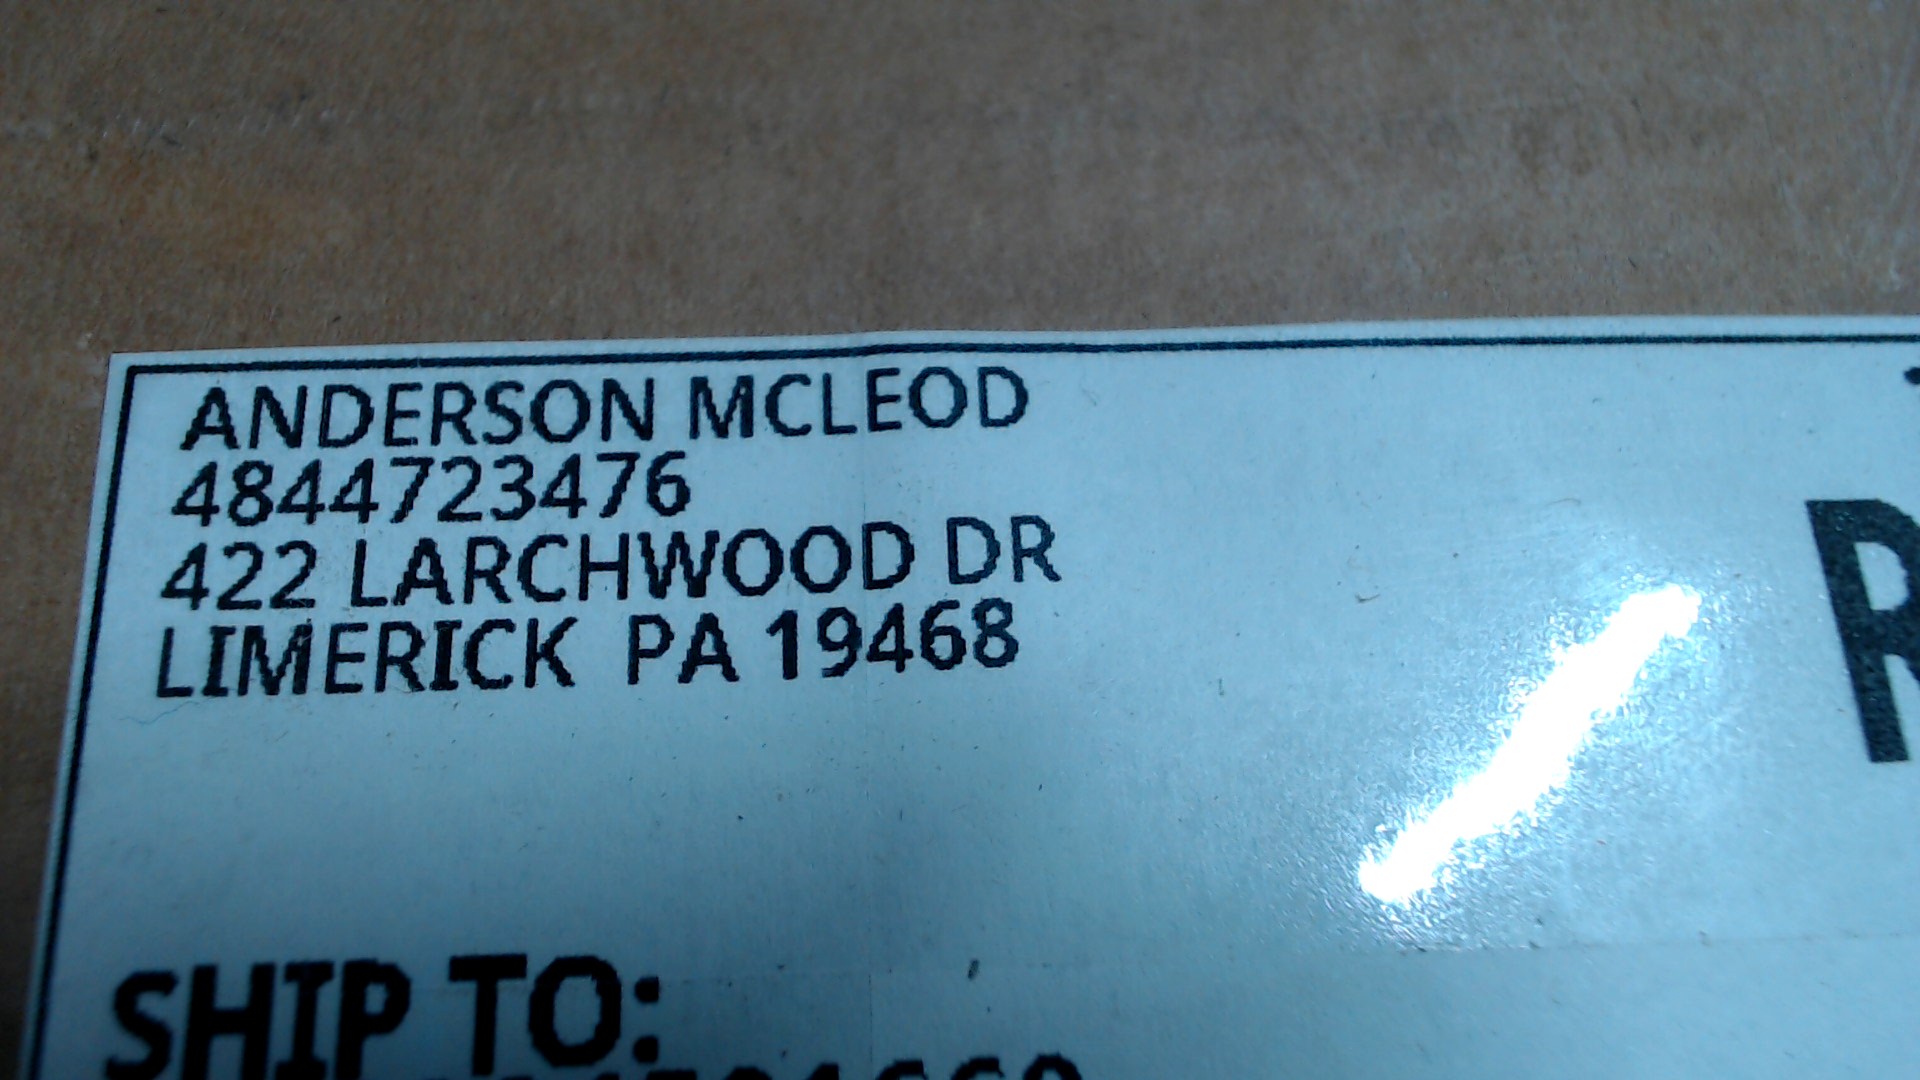 ANDERSON MCLEOD
4844723476
422 LARCHWOOD DR
LIMERICK PA 19468
R
SHIP TO: